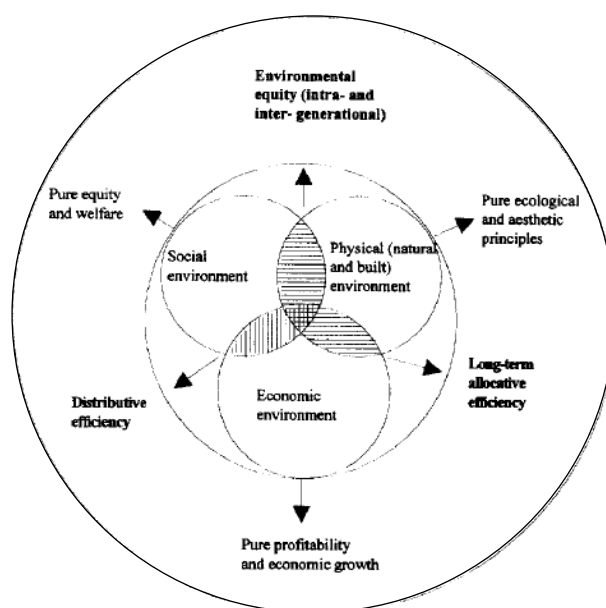 Environmental
equity (intra- and
inter- generational)
Pure equity
and welfare
Pure ecological
and aesthetic
principles
Social
environment
Physical (natural
and built)
environment
Distributive
efficiency
Economic
environment
Long-term
allocative
efficiency
Pure profitability
and economic growth